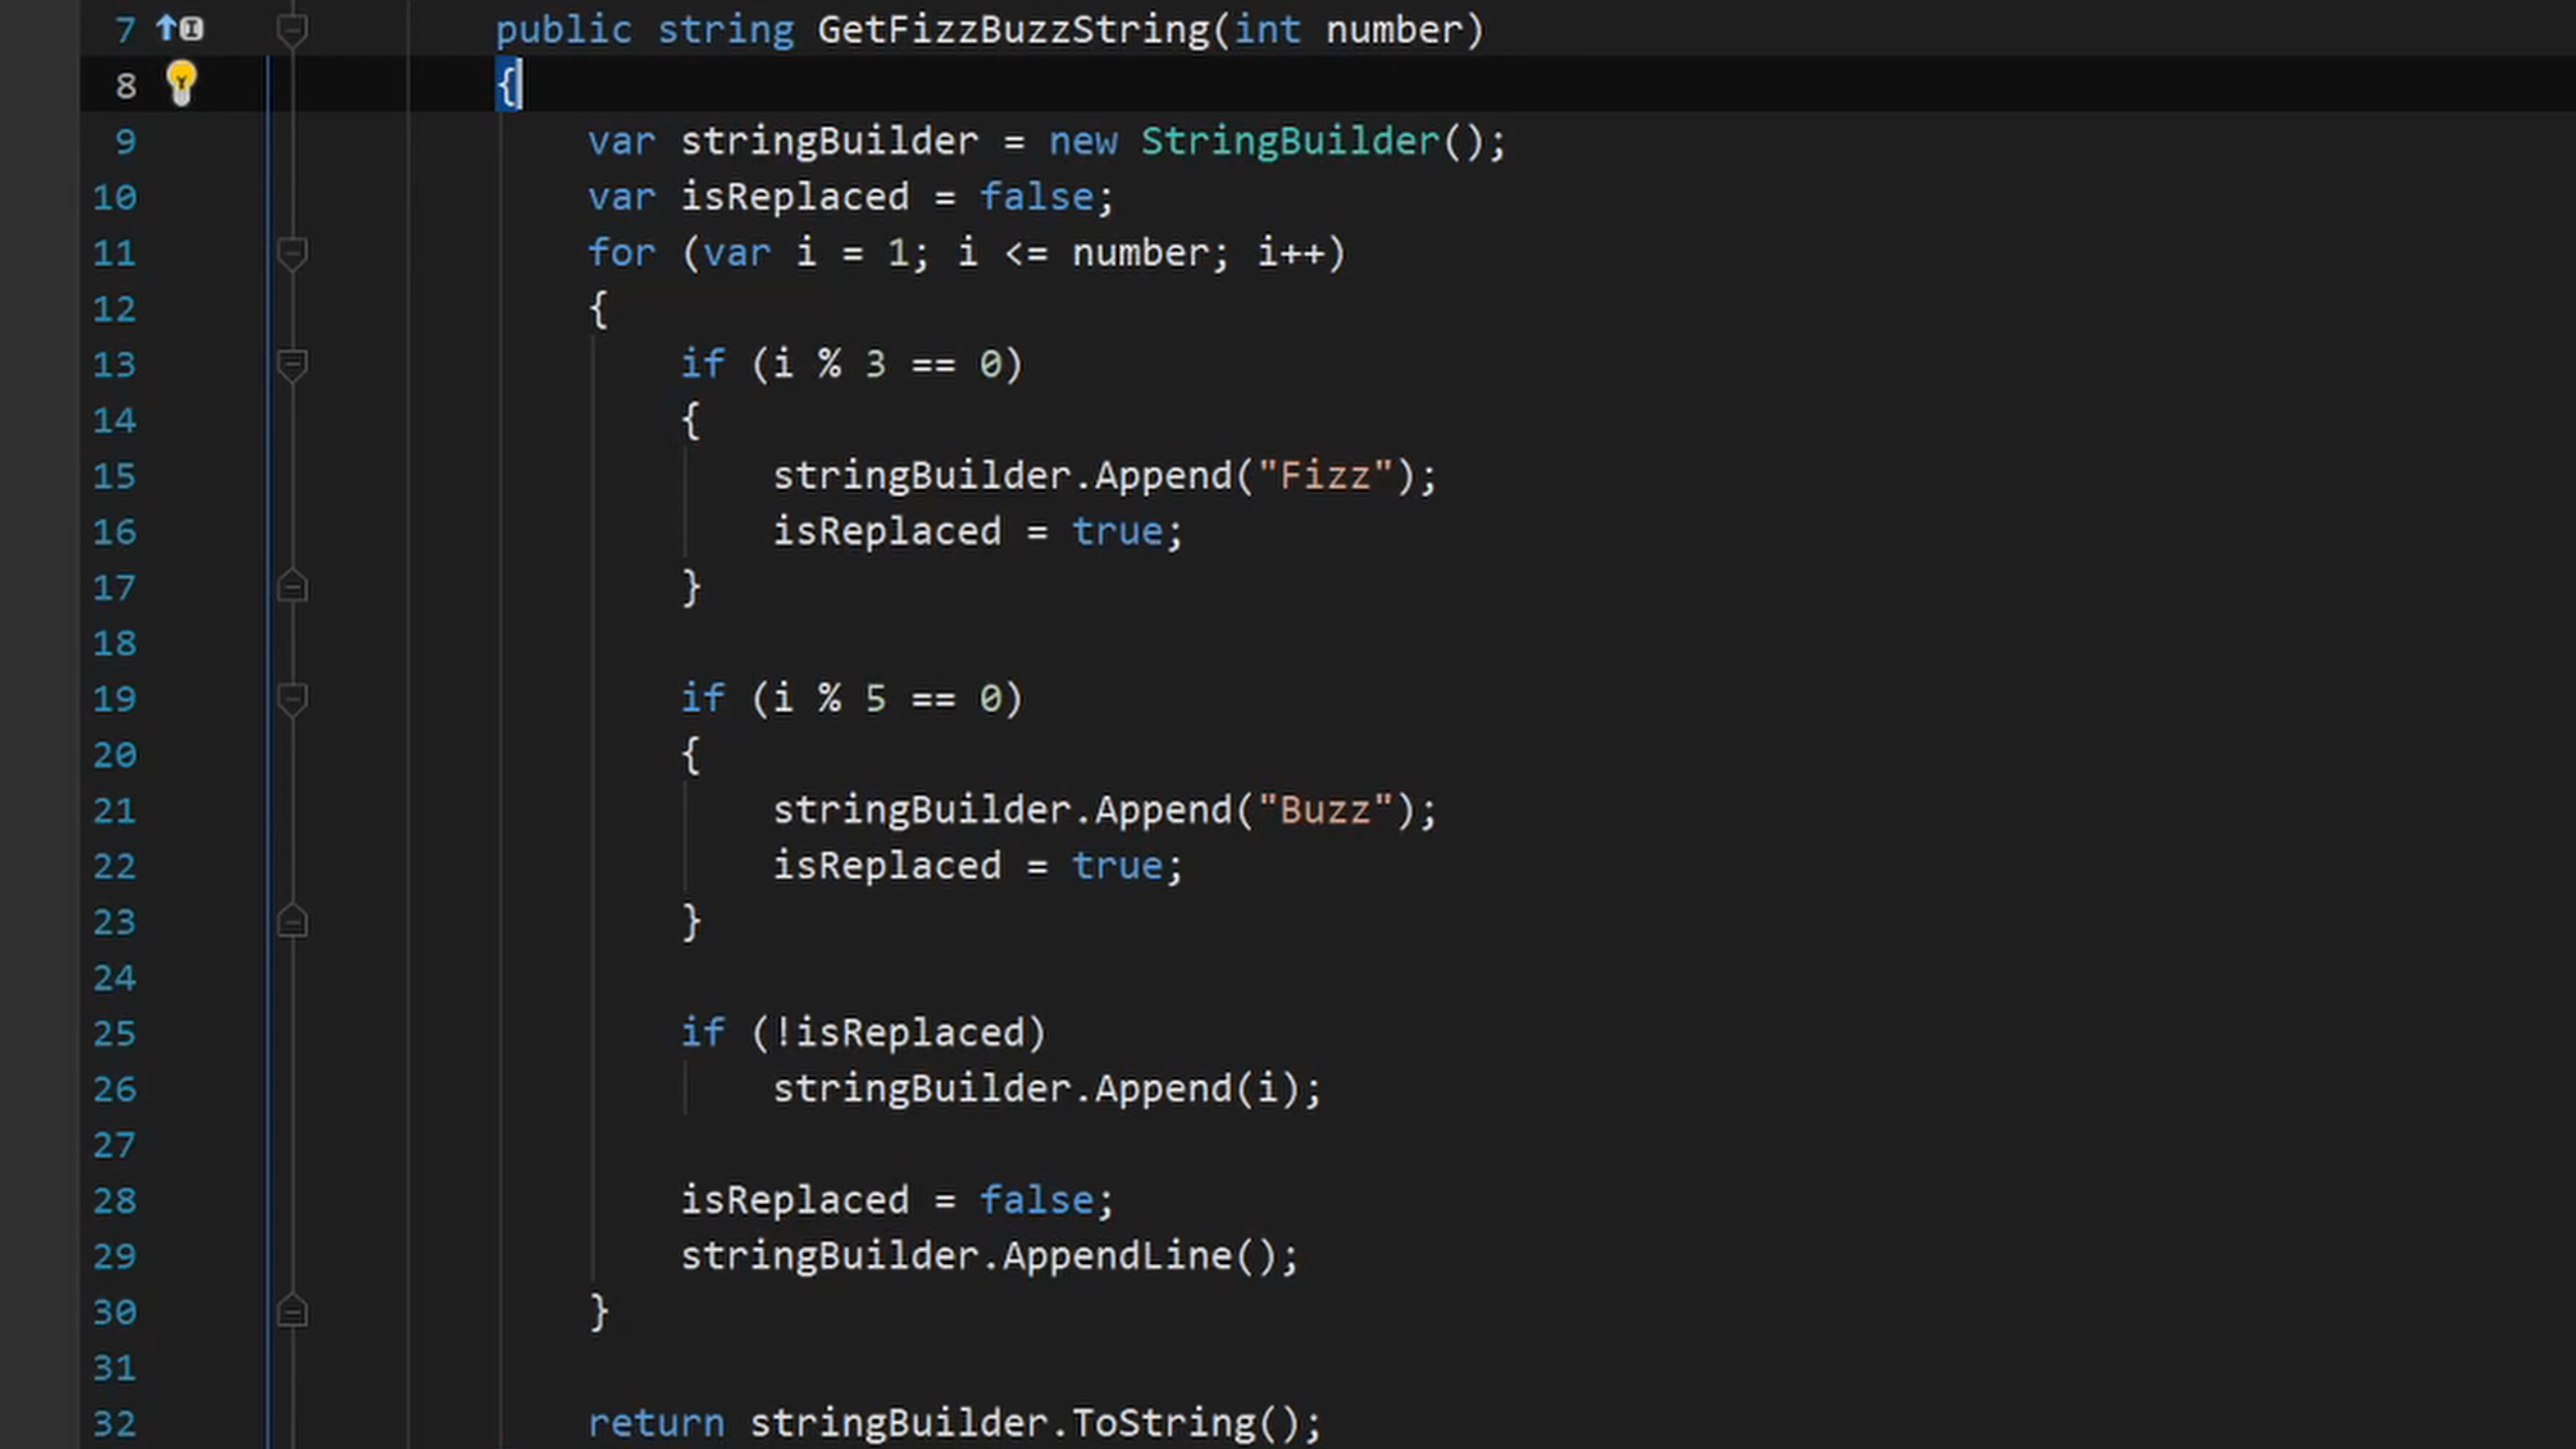 7 public string GetFizzBuzzString(int number)
8 {
9 var stringBuilder = new StringBuilder();
10 var isReplaced = false;
11 for (var i = 1; i <= number; i++)
12 {
13 if (i % 3 == 0)
14 {
15 stringBuilder.Append("Fizz");
16 isReplaced = true;
17 }
18
19 if (i % 5 == 0)
20 {
21 stringBuilder.Append("Buzz");
22 isReplaced = true;
23 }
24
25 if (!isReplaced)
26 stringBuilder.Append(i);
27
28 isReplaced = false;
29 stringBuilder.AppendLine();
30 }
31
32 return stringBuilder.ToString();